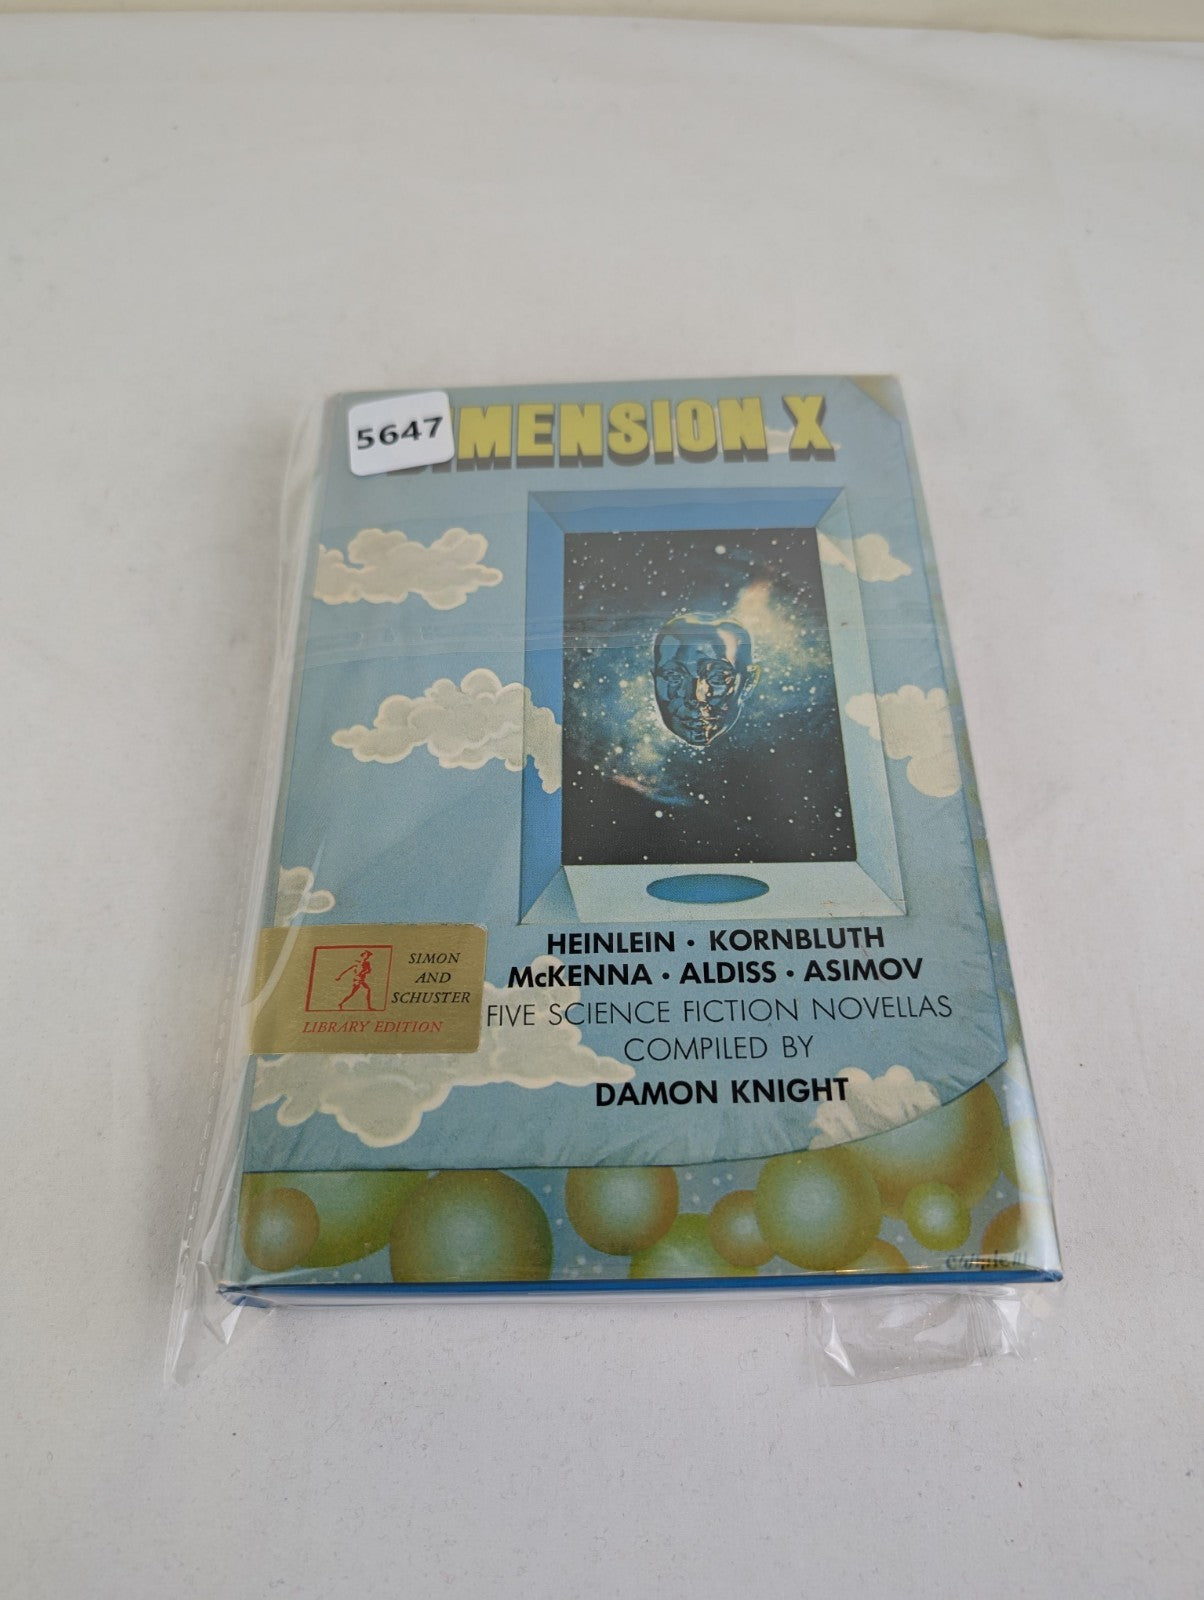 5647
DIMENSION X
HEINLEIN · KORNBLUTH
McKENNA · ALDISS · ASIMOV
FIVE SCIENCE FICTION NOVELLAS
COMPILED BY
DAMON KNIGHT
SIMON
AND
SCHUSTER
LIBRARY EDITION